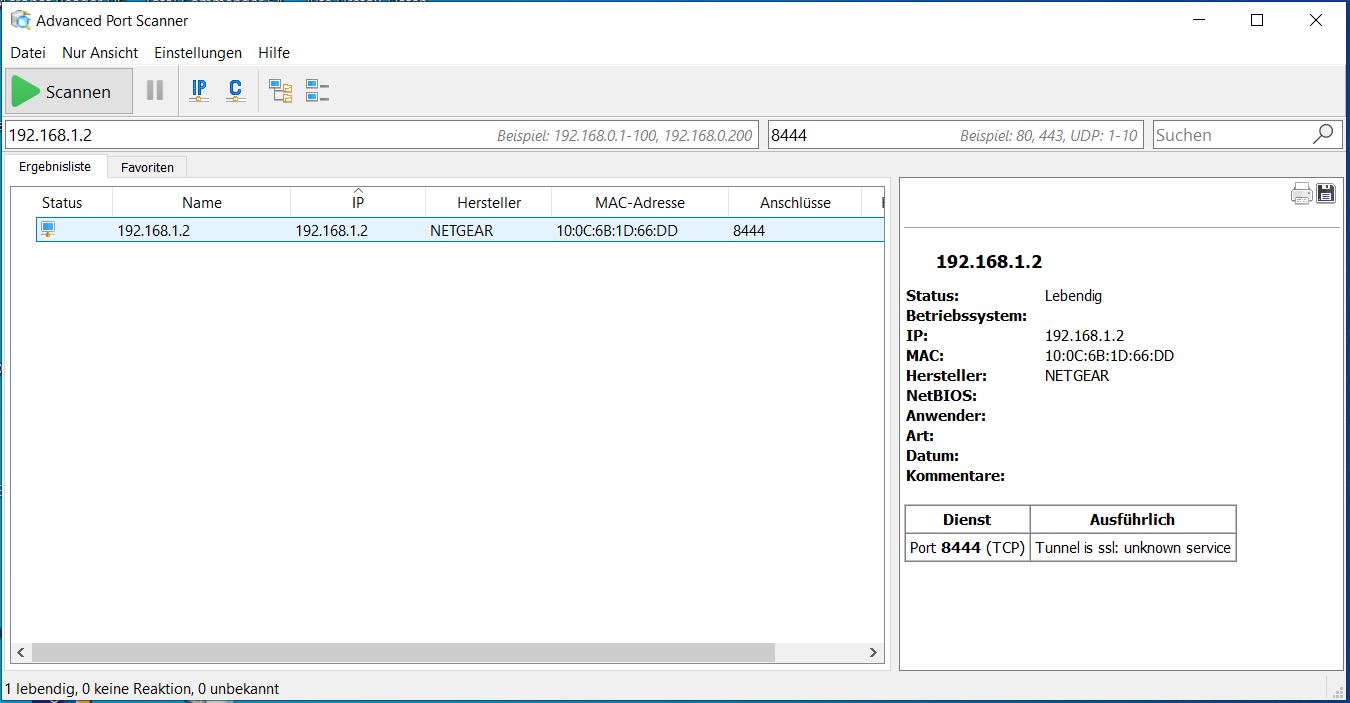 Advanced Port Scanner
Datei Nur Ansicht Einstellungen Hilfe
Scannen IP C
192.168.1.2 Beispiel: 192.168.0.1-100, 192.168.0.200 8444 Beispiel: 80, 443, UDP: 1-10 Suchen
Ergebnisliste Favoriten
Status Name IP Hersteller MAC-Adresse Anschlüsse
192.168.1.2 192.168.1.2 NETGEAR 10:0C:6B:1D:66:DD 8444
192.168.1.2
Status: Lebendig
Betriebssystem:
IP: 192.168.1.2
MAC: 10:0C:6B:1D:66:DD
Hersteller: NETGEAR
NetBIOS:
Anwender:
Art:
Datum:
Kommentare:
Dienst Ausführlich
Port 8444 (TCP) Tunnel is ssl: unknown service
1 lebendig, 0 keine Reaktion, 0 unbekannt